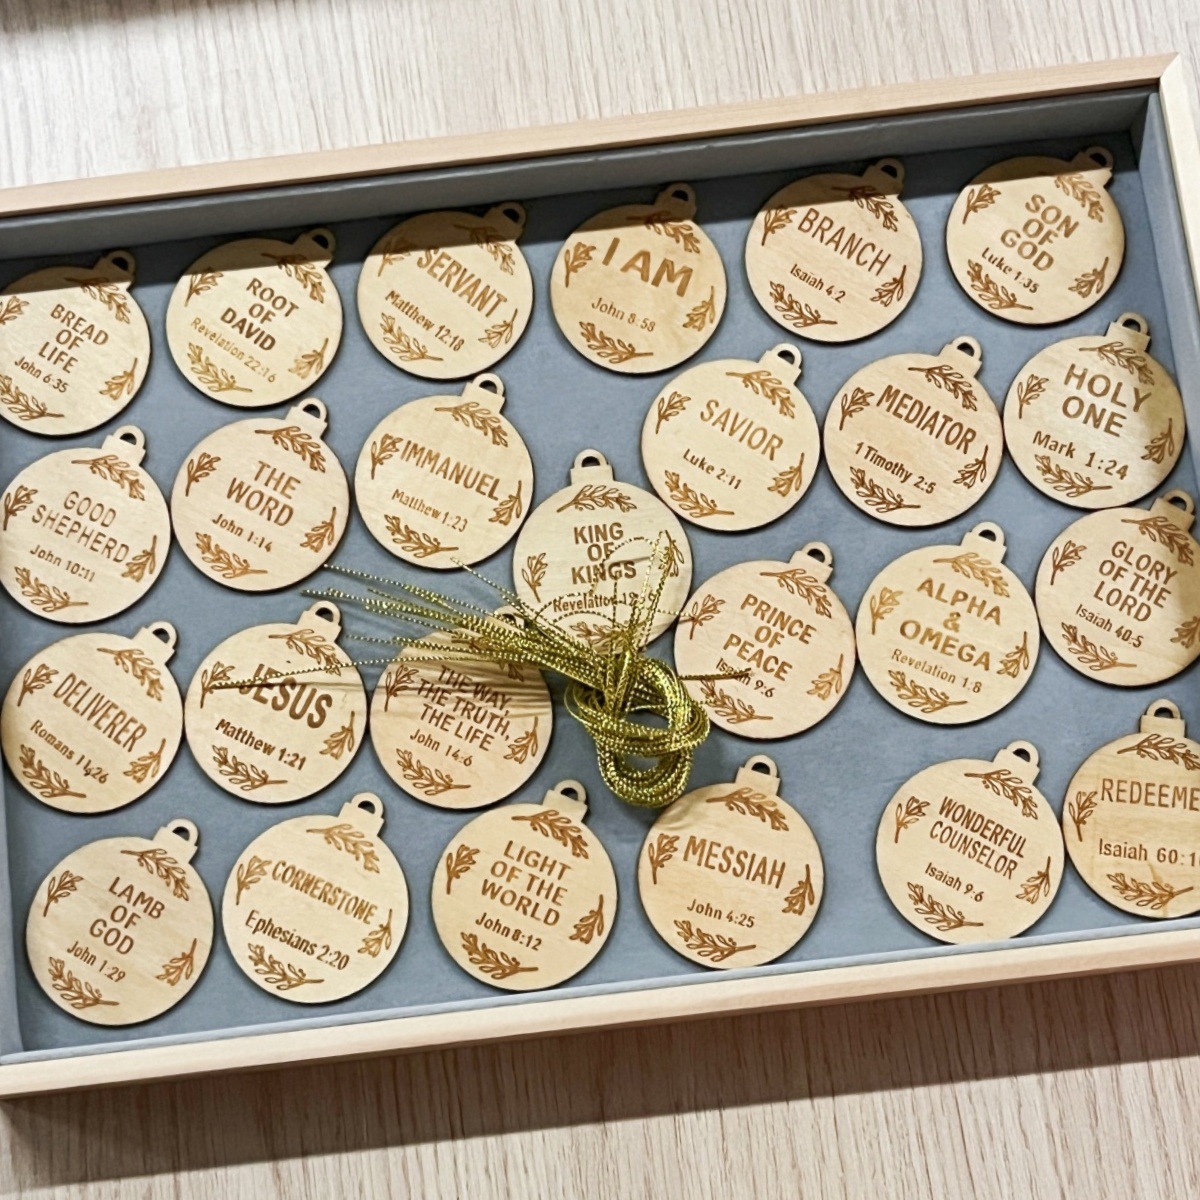 BREAD
OF
LIFE
John 6:35
ROOT
OF
DAVID
Revelation 22:16
SERVANT
Matthew 12:18
I AM
John 8:58
BRANCH
Isaiah 4:2
SON
OF
GOD
Luke 1:35
GOOD
SHEPHERD
John 10:11
THE
WORD
John 1:14
IMMANUEL
Matthew 1:23
KING
OF
KINGS
Revelation
SAVIOR
Luke 2:11
MEDIATOR
1 Timothy 2:5
HOLY
ONE
Mark 1:24
DELIVERER
Romans 11:26
JESUS
Matthew 1:21
THE WAY,
THE TRUTH,
THE LIFE
John 14:6
PRINCE
OF
PEACE
Isaiah 9:6
ALPHA
&
OMEGA
Revelation 1:8
GLORY
OF THE
LORD
Isaiah 40:5
LAMB
OF
GOD
John 1:29
CORNERSTONE
Ephesians 2:20
LIGHT
OF THE
WORLD
John 8:12
MESSIAH
John 4:25
WONDERFUL
COUNSELOR
Isaiah 9:6
REDEEME
Isaiah 60:1